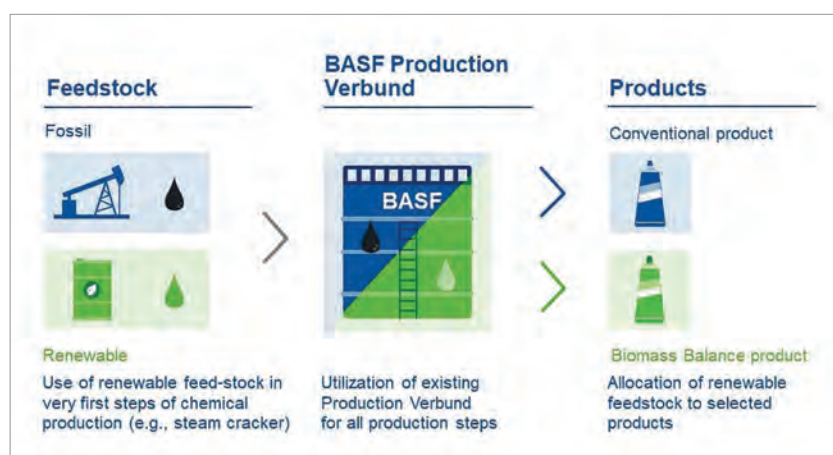 Feedstock
BASF Production
Verbund
Products
Fossil
Conventional product
BASF
Renewable
Biomass Balance product
Use of renewable feed-stock in
very first steps of chemical
production (e.g., steam cracker)
Utilization of existing
Production Verbund
for all production steps
Allocation of renewable
feedstock to selected
products